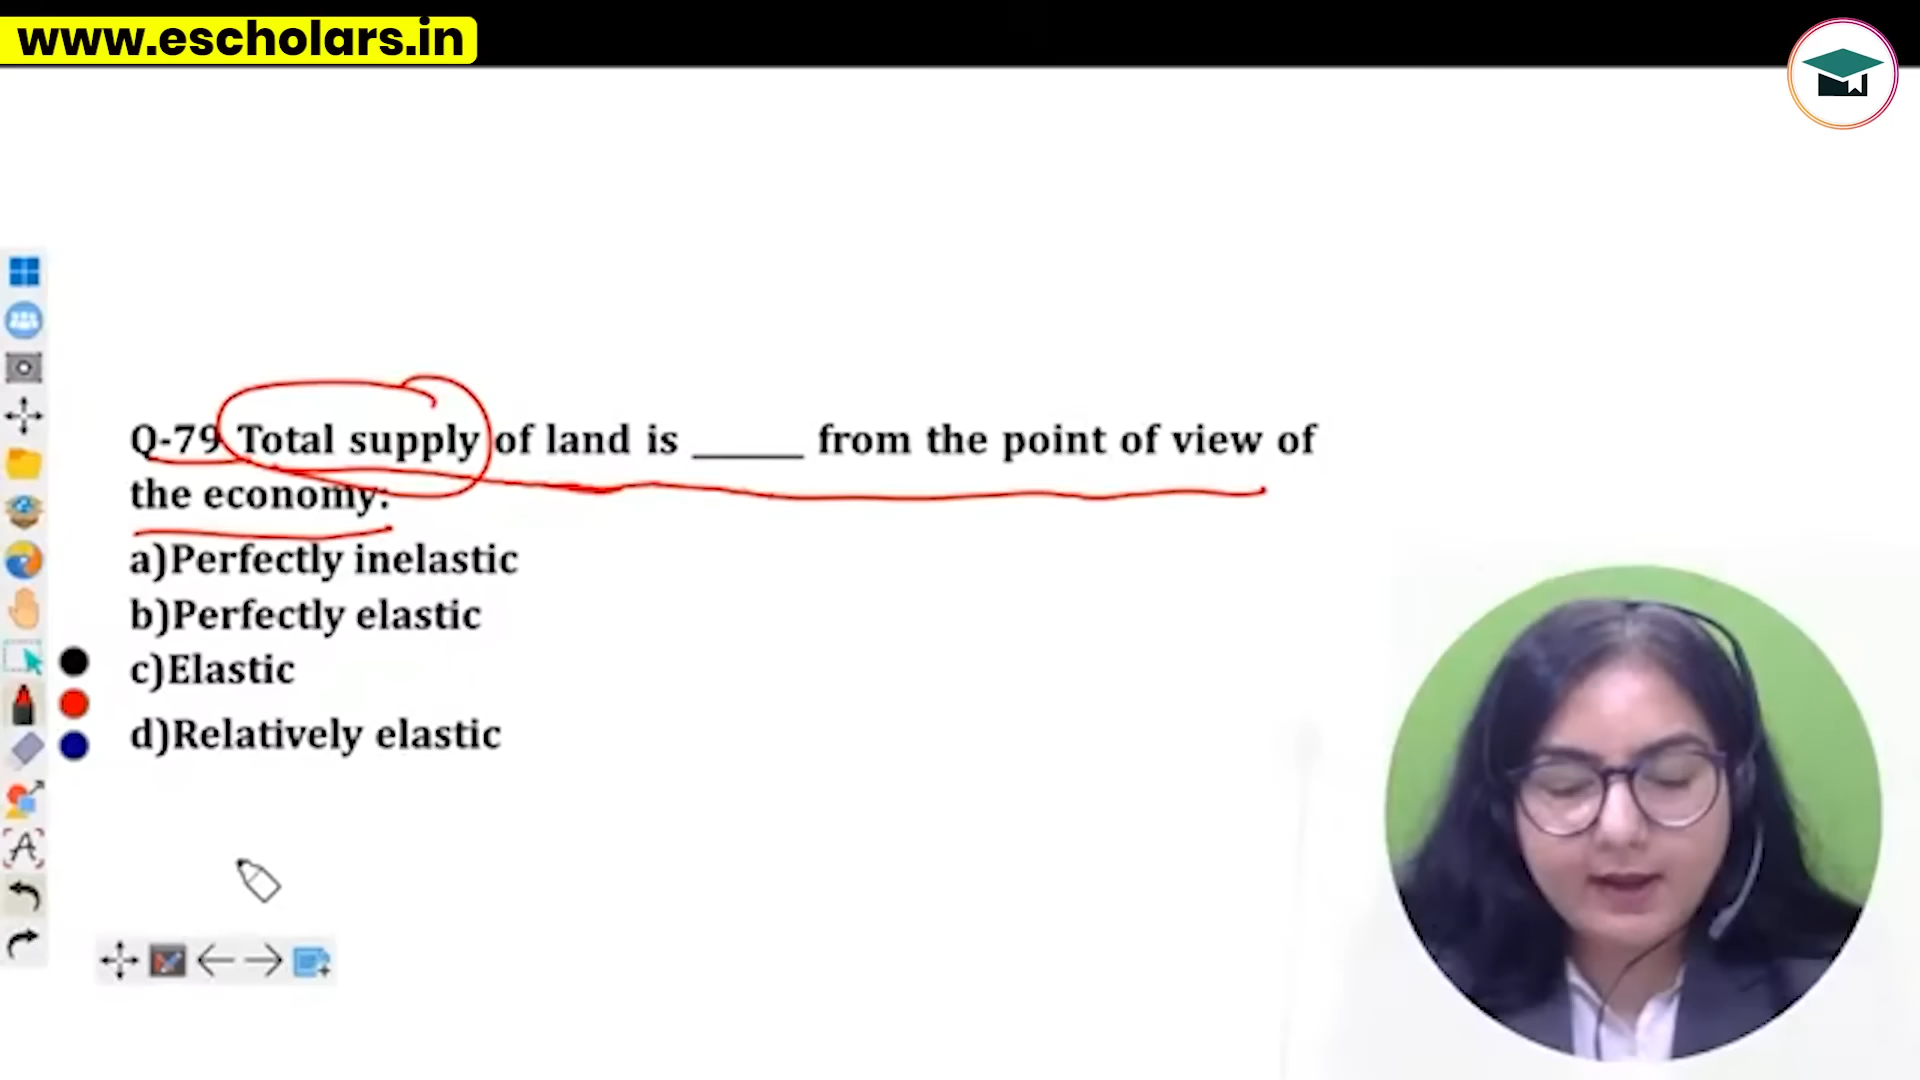 www.escholars.in
Q-79 Total supply of land is ______ from the point of view of
the economy:
a)Perfectly inelastic
b)Perfectly elastic
c)Elastic
d)Relatively elastic